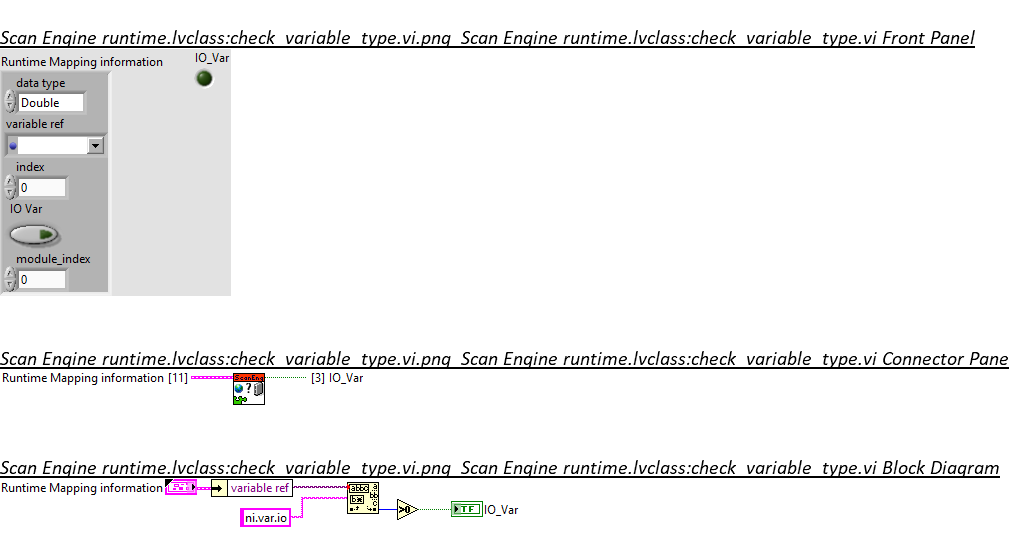 Scan Engine runtime.lvclass:check_variable_type.vi.png Scan Engine runtime.lvclass:check_variable_type.vi Front Panel
Runtime Mapping information
IO_Var
data type
Double
variable ref
index
0
IO Var
module_index
0
Scan Engine runtime.lvclass:check_variable_type.vi.png Scan Engine runtime.lvclass:check_variable_type.vi Connector Pane
Runtime Mapping information [11]
[3] IO_Var
ScanEng
?
Scan Engine runtime.lvclass:check_variable_type.vi.png Scan Engine runtime.lvclass:check_variable_type.vi Block Diagram
Runtime Mapping information
variable ref
ni.var.io
>0
TF
IO_Var